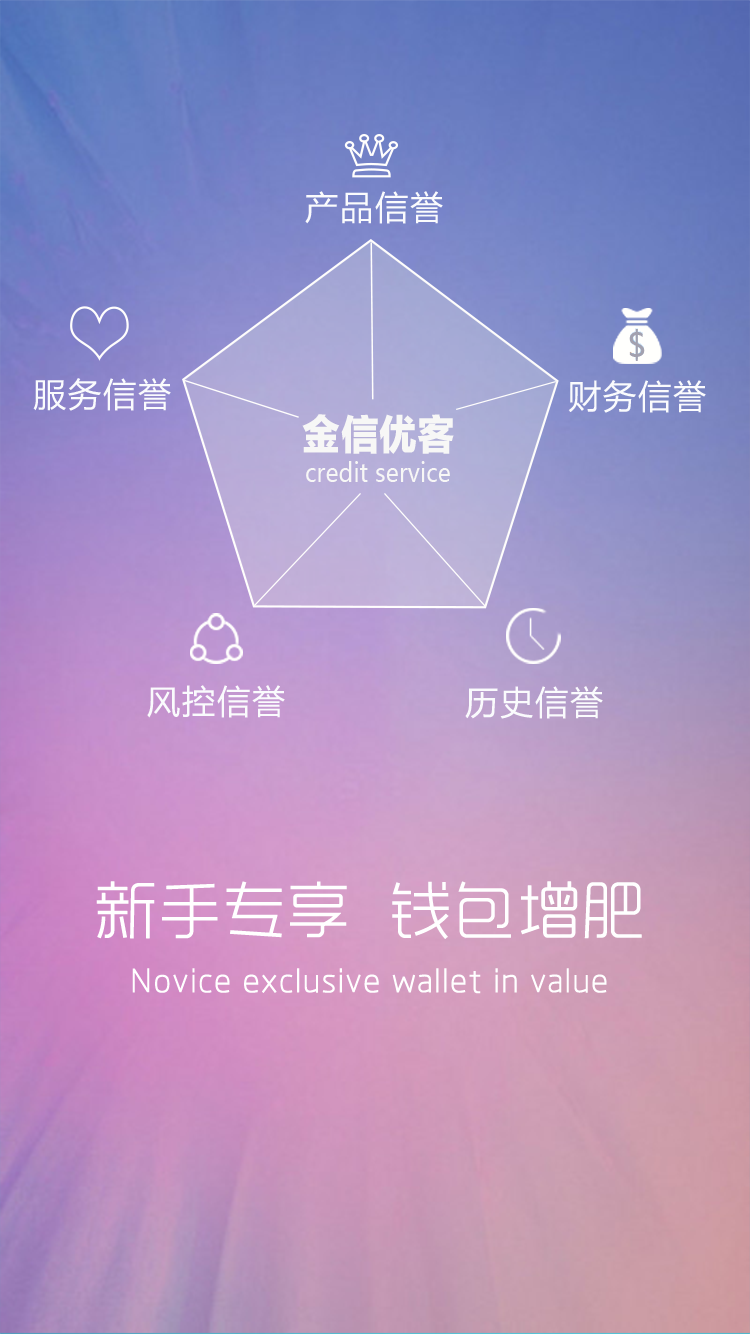 产品信誉
服务信誉
财务信誉
金信优客
credit service
风控信誉
历史信誉
新手专享 钱包增肥
Novice exclusive wallet in value